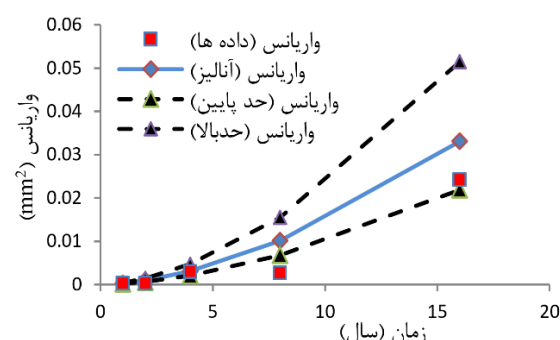 0.06
0.05
0.04
0.03
0.02
0.01
0
واریانس (mm²)
واریانس (داده ها)
واریانس (آنالیز)
واریانس (حد پایین)
واریانس (حدبالا)
0 5 10 15 20
زمان (سال)